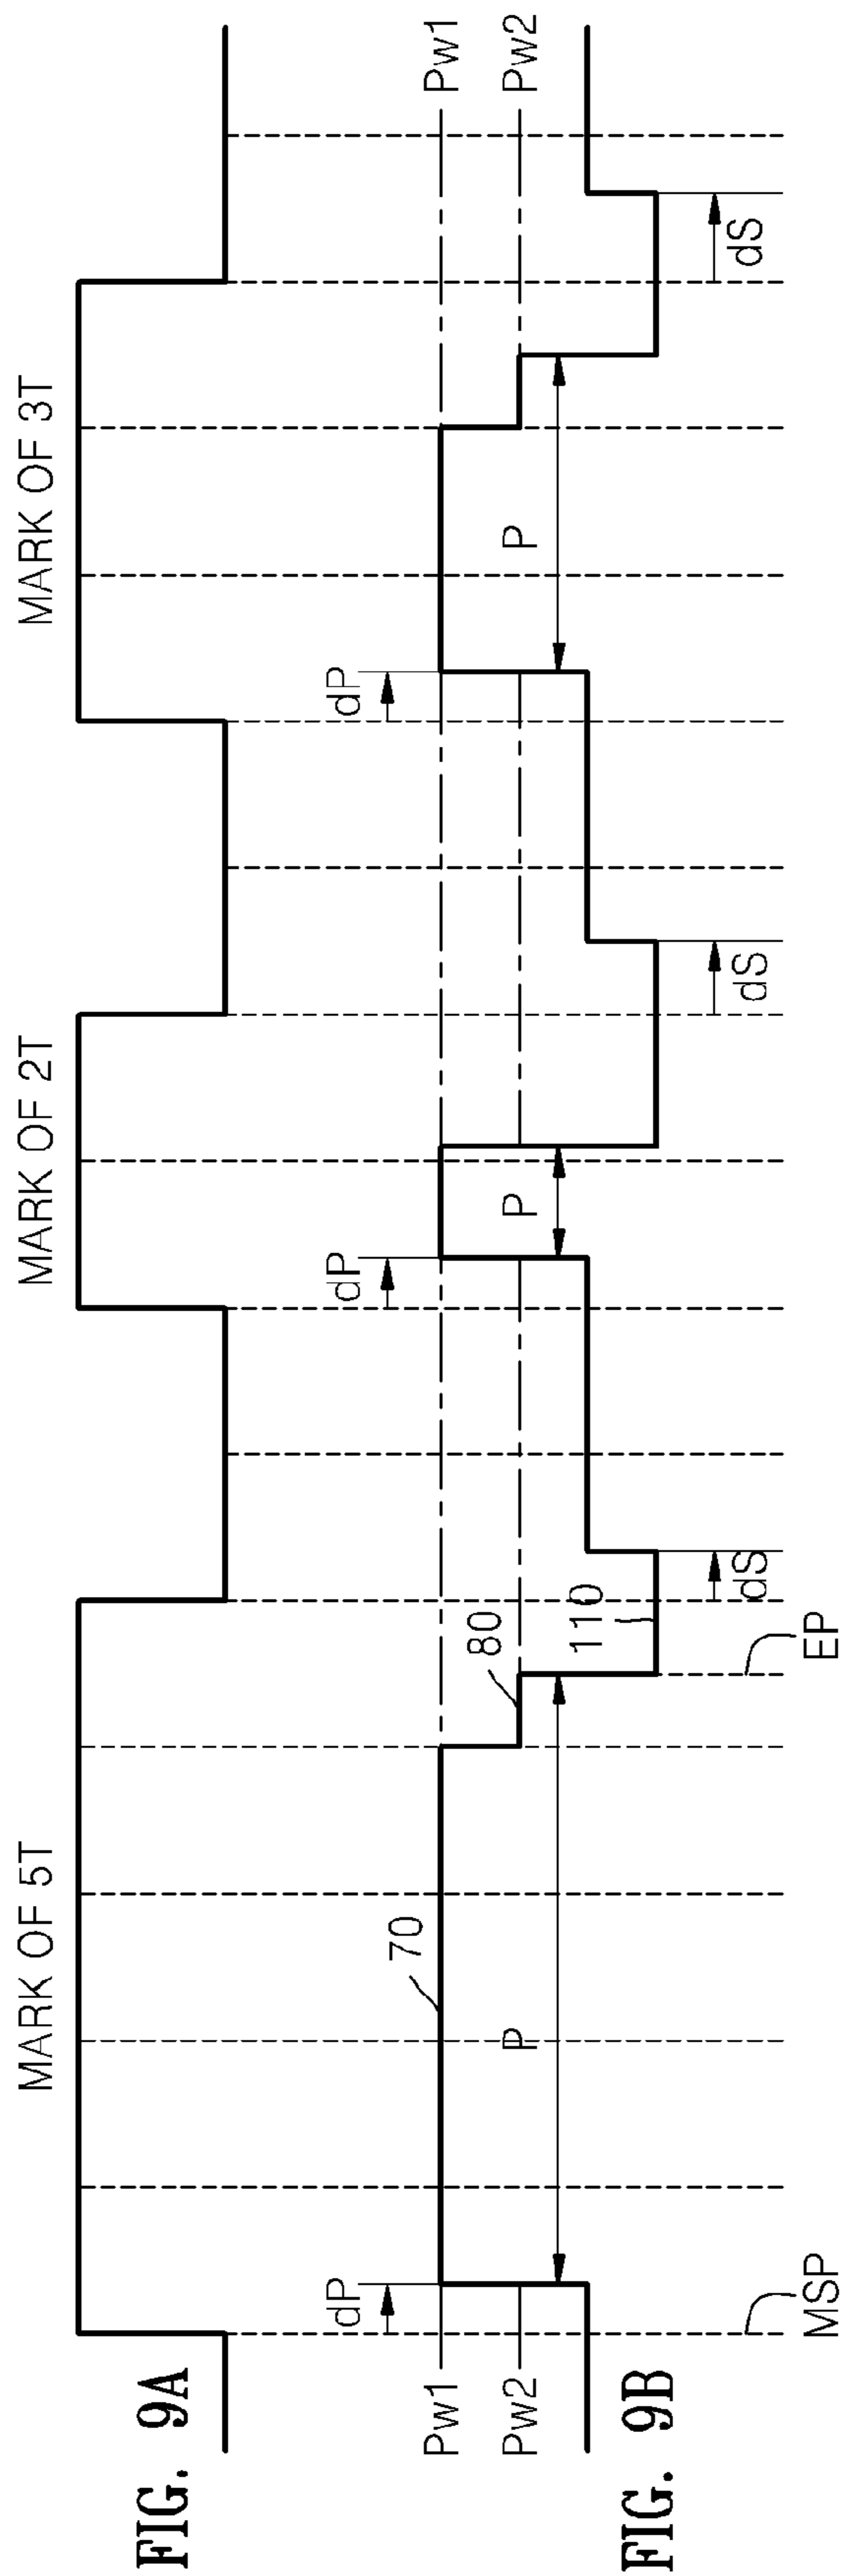 MARK OF 5T
MARK OF 2T
MARK OF 3T
FIG. 9A
dP
dP
dP
70
Pw1
Pw1
80
Pw2
P
P
P
Pw2
110
FIG. 9B
dS
dS
dS
MSP
EP